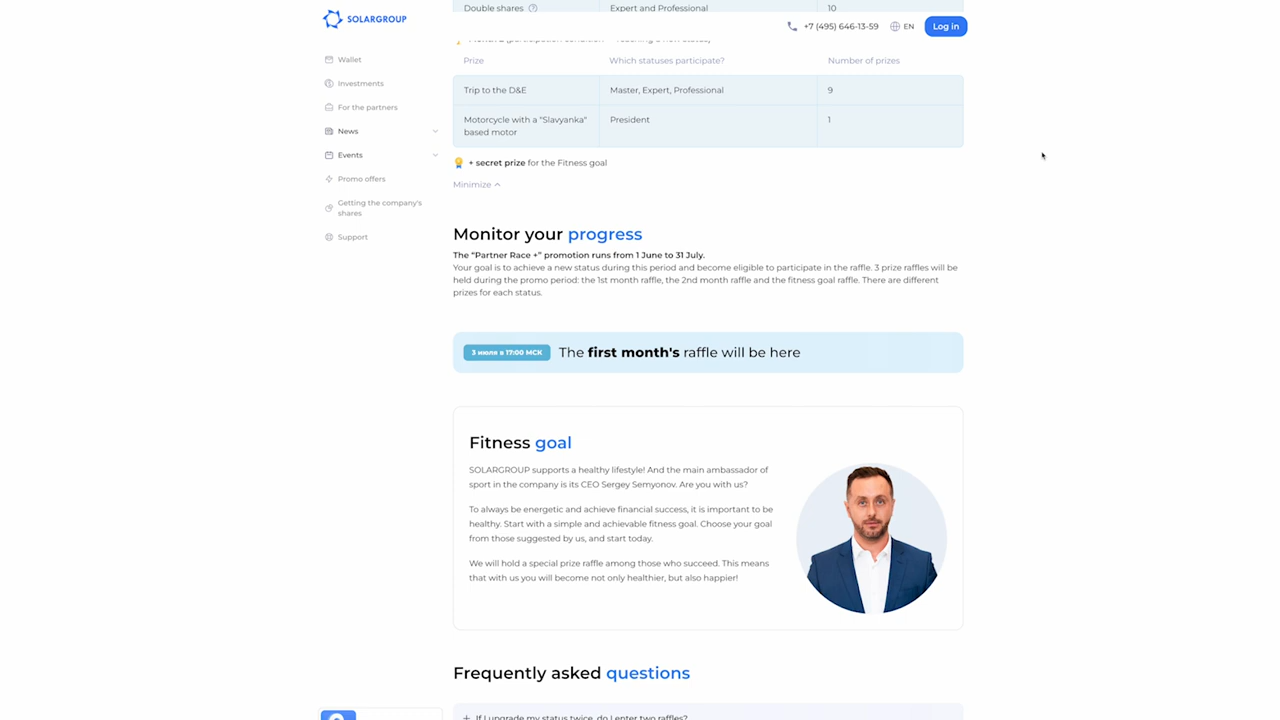 SOLARGROUP
Double shares
Expert and Professional
10
+7 (495) 646-13-59
EN
Log in
Wallet
Investments
For the partners
News
Events
Promo offers
Getting the company's
shares
Support
Prize
Which statuses participate?
Number of prizes
Trip to the D&E
Master, Expert, Professional
9
Motorcycle with a "Slavyanka"
based motor
President
1
+ secret prize for the Fitness goal
Minimize
Monitor your progress
The “Partner Race +” promotion runs from 1 June to 31 July.
Your goal is to achieve a new status during this period and become eligible to participate in the raffle. 3 prize raffles will be
held during the promo period: the 1st month raffle, the 2nd month raffle and the fitness goal raffle. There are different
prizes for each status.
3 июля в 17:00 МСК
The first month's raffle will be here
Fitness goal
SOLARGROUP supports a healthy lifestyle! And the main ambassador of
sport in the company is its CEO Sergey Semyonov. Are you with us?
To always be energetic and achieve financial success, it is important to be
healthy. Start with a simple and achievable fitness goal. Choose your goal
from those suggested by us, and start today.
We will hold a special prize raffle among those who succeed. This means
that with us you will become not only healthier, but also happier!
Frequently asked questions
If I upgrade my status twice, do I enter two raffles?